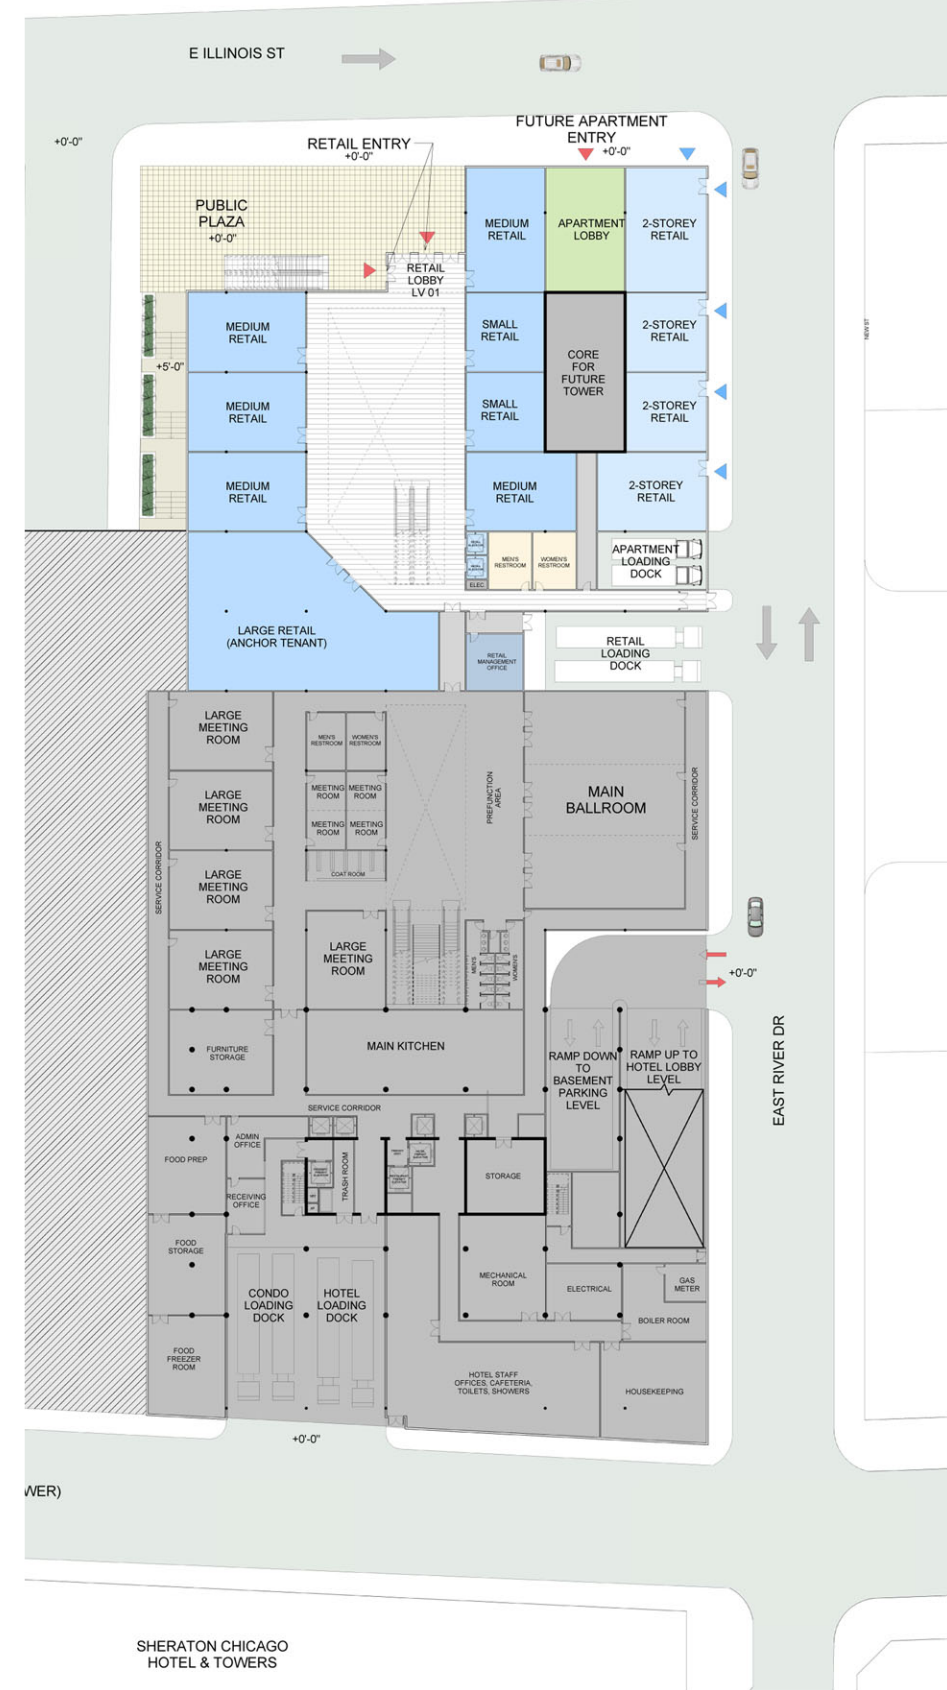 E ILLINOIS ST
+0'-0"
FUTURE APARTMENT
ENTRY
+0'-0"
RETAIL ENTRY
+0'-0"
PUBLIC
PLAZA
+0'-0"
MEDIUM
RETAIL
APARTMENT
LOBBY
2-STOREY
RETAIL
RETAIL
LOBBY
LV 01
MEDIUM
RETAIL
SMALL
RETAIL
CORE
FOR
FUTURE
TOWER
2-STOREY
RETAIL
NEW ST
+5'-0"
MEDIUM
RETAIL
SMALL
RETAIL
2-STOREY
RETAIL
MEDIUM
RETAIL
MEDIUM
RETAIL
2-STOREY
RETAIL
MEN'S
RESTROOM
WOMEN'S
RESTROOM
APARTMENT
LOADING
DOCK
ELEC
LARGE RETAIL
(ANCHOR TENANT)
RETAIL
MANAGEMENT
OFFICE
RETAIL
LOADING
DOCK
LARGE
MEETING
ROOM
MEN'S
RESTROOM
WOMEN'S
RESTROOM
PREFUNCTION
AREA
MAIN
BALLROOM
SERVICE CORRIDOR
LARGE
MEETING
ROOM
MEETING
ROOM
MEETING
ROOM
MEETING
ROOM
MEETING
ROOM
COAT ROOM
SERVICE CORRIDOR
LARGE
MEETING
ROOM
LARGE
MEETING
ROOM
LARGE
MEETING
ROOM
MEN'S
WOMEN'S
+0'-0"
FURNITURE
STORAGE
MAIN KITCHEN
RAMP DOWN
TO
BASEMENT
PARKING
LEVEL
RAMP UP TO
HOTEL LOBBY
LEVEL
EAST RIVER DR
SERVICE CORRIDOR
FOOD PREP
ADMIN
OFFICE
TRASH ROOM
STORAGE
RECEIVING
OFFICE
FOOD
STORAGE
CONDO
LOADING
DOCK
HOTEL
LOADING
DOCK
MECHANICAL
ROOM
ELECTRICAL
GAS
METER
BOILER ROOM
FOOD
FREEZER
ROOM
HOTEL STAFF
OFFICES, CAFETERIA,
TOILETS, SHOWERS
HOUSEKEEPING
+0'-0"
WER)
SHERATON CHICAGO
HOTEL & TOWERS